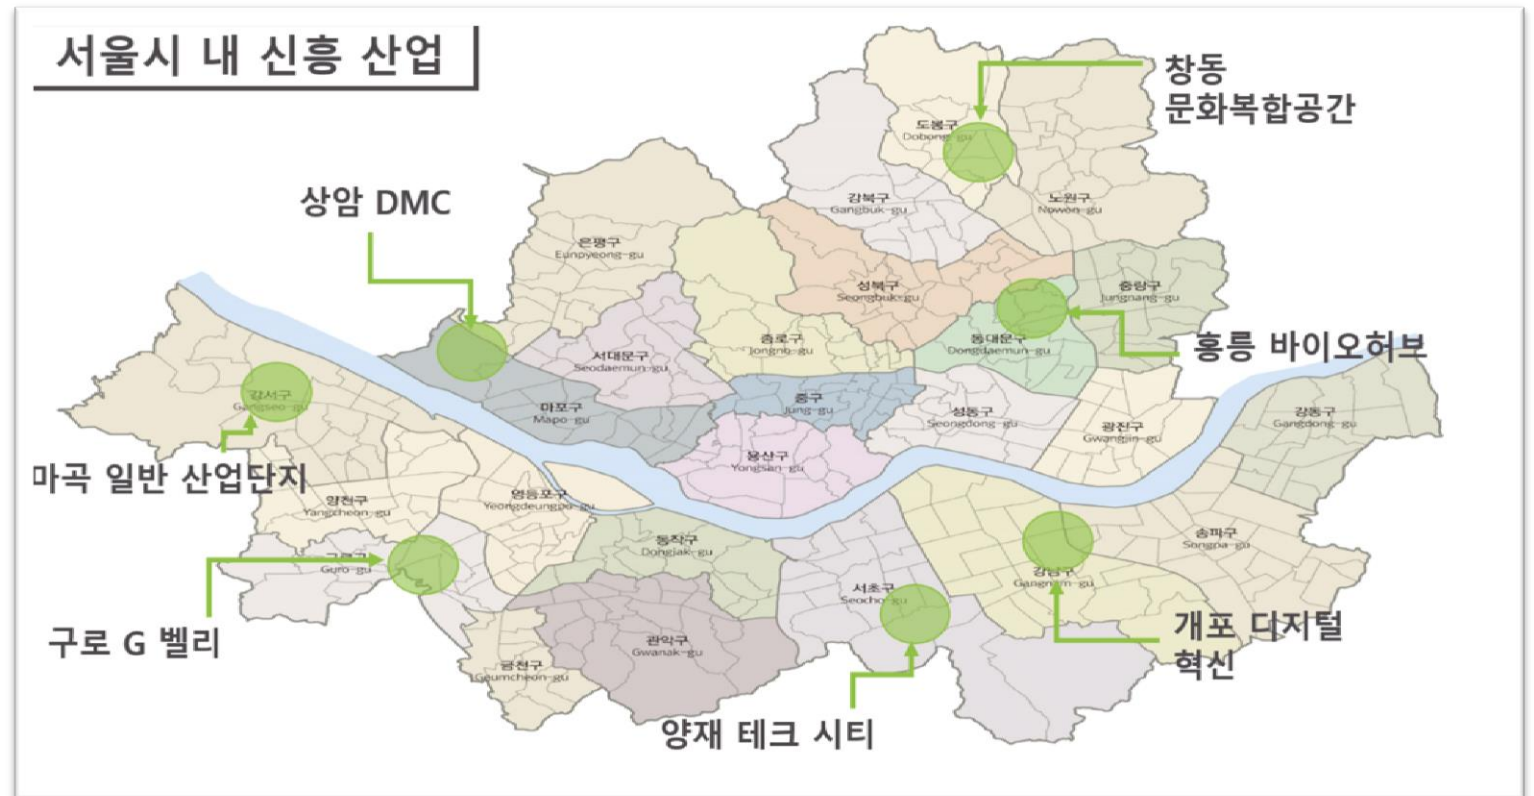 서울시 내 신흥 산업
창동
문화복합공간
도봉구
Dobong-gu
상암 DMC
강북구
Gangbuk-gu
노원구
Nowon-gu
은평구
Eunpyeong-gu
성북구
Seongbuk-gu
중랑구
Jungnang-gu
종로구
Jongno-gu
동대문구
Dongdaemun-gu
홍릉 바이오허브
서대문구
Seodaemun-gu
강서구
Gangseo-gu
마포구
Mapo-gu
중구
Jung-gu
성동구
Seongdong-gu
광진구
Gwangjin-gu
강동구
Gangdong-gu
용산구
Yongsan-gu
마곡 일반 산업단지
양천구
Yangcheon-gu
영등포구
Yeongdeungpo-gu
동작구
Dongjak-gu
송파구
Songpa-gu
구로구
Guro-gu
강남구
Gangnam-gu
서초구
Seocho-gu
구로 G 벨리
관악구
Gwanak-gu
금천구
Geumcheon-gu
개포 디지털
혁신
양재 테크 시티